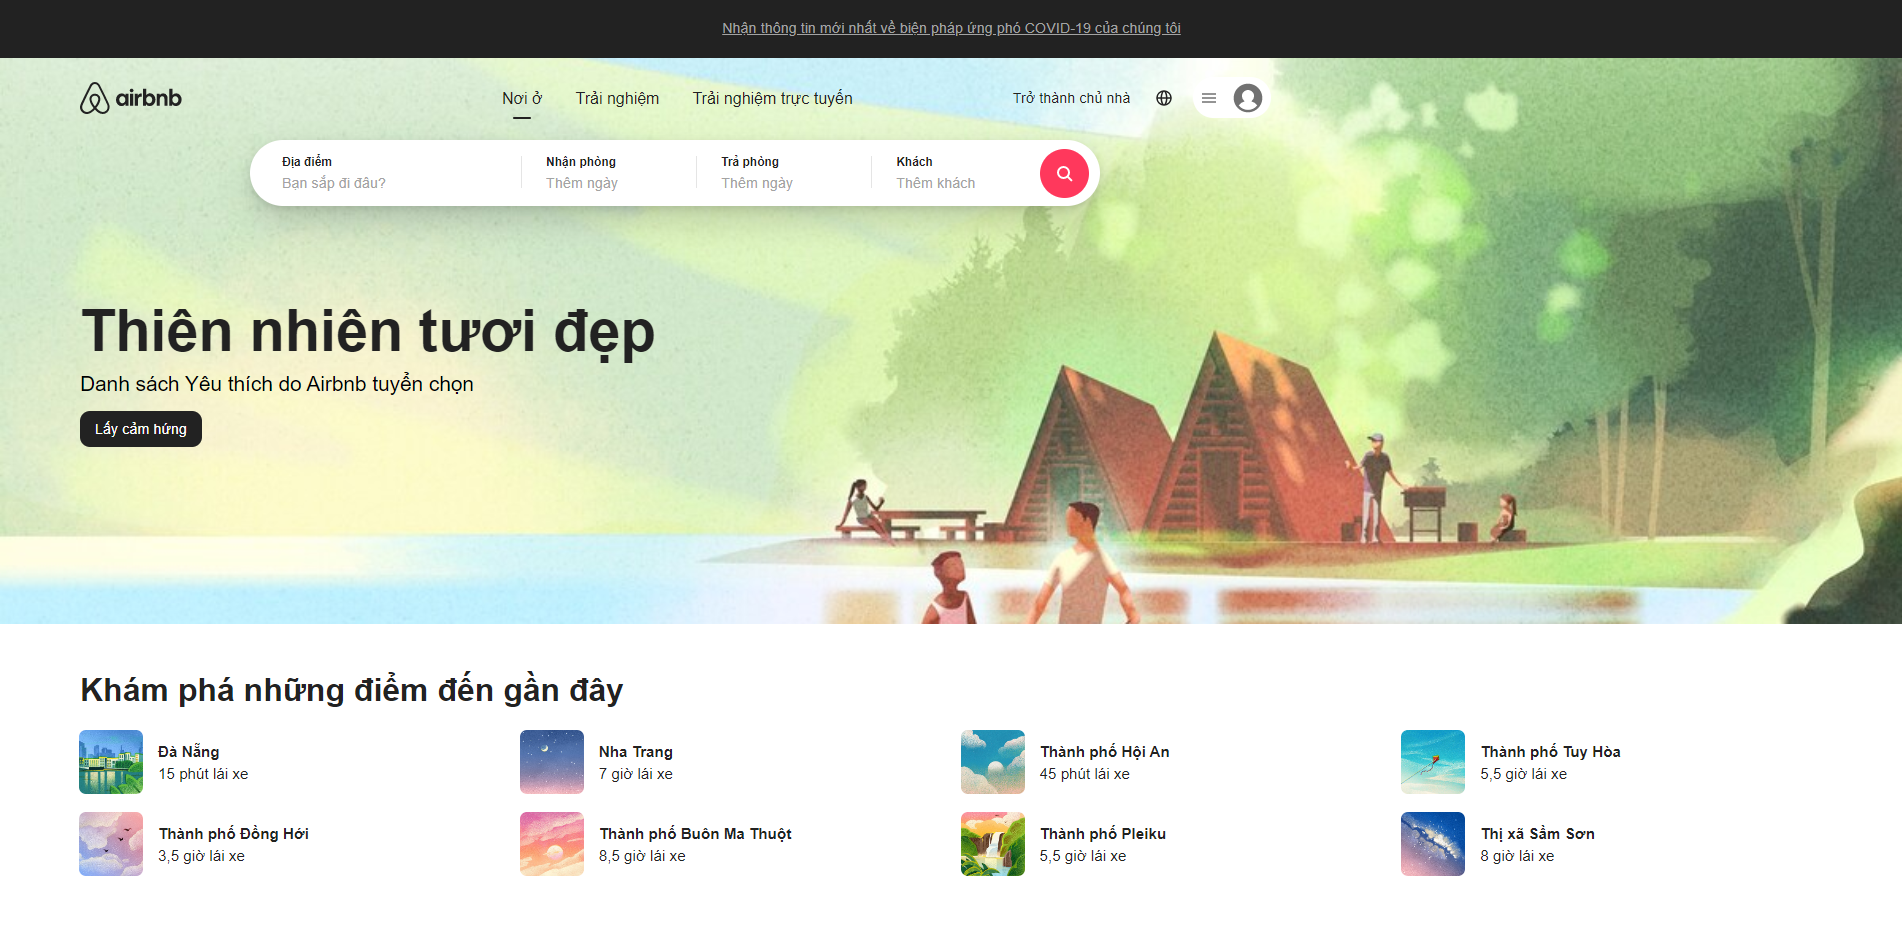 Nhận thông tin mới nhất về biện pháp ứng phó COVID-19 của chúng tôi
airbnb
Nơi ở
Trải nghiệm
Trải nghiệm trực tuyến
Trở thành chủ nhà
Địa điểm
Bạn sắp đi đâu?
Nhận phòng
Thêm ngày
Trả phòng
Thêm ngày
Khách
Thêm khách
Thiên nhiên tươi đẹp
Danh sách Yêu thích do Airbnb tuyển chọn
Lấy cảm hứng
Khám phá những điểm đến gần đây
Đà Nẵng
15 phút lái xe
Nha Trang
7 giờ lái xe
Thành phố Hội An
45 phút lái xe
Thành phố Tuy Hòa
5,5 giờ lái xe
Thành phố Đồng Hới
3,5 giờ lái xe
Thành phố Buôn Ma Thuột
8,5 giờ lái xe
Thành phố Pleiku
5,5 giờ lái xe
Thị xã Sầm Sơn
8 giờ lái xe